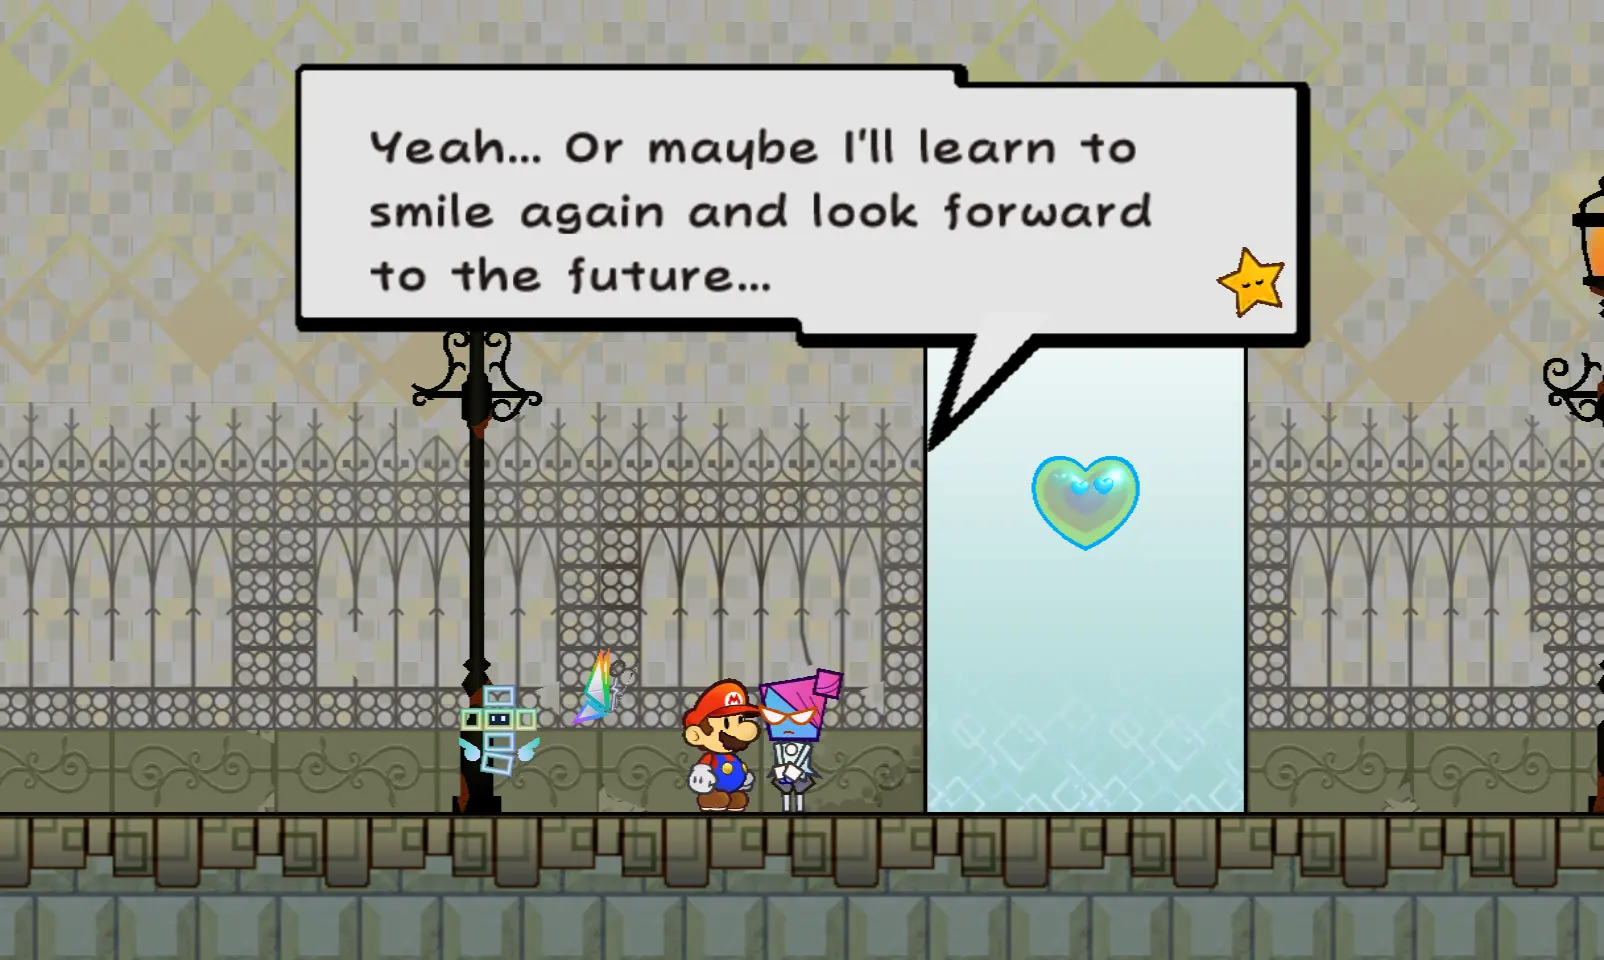 Yeah... Or maybe I'll learn to
smile again and look forward
to the future...
M